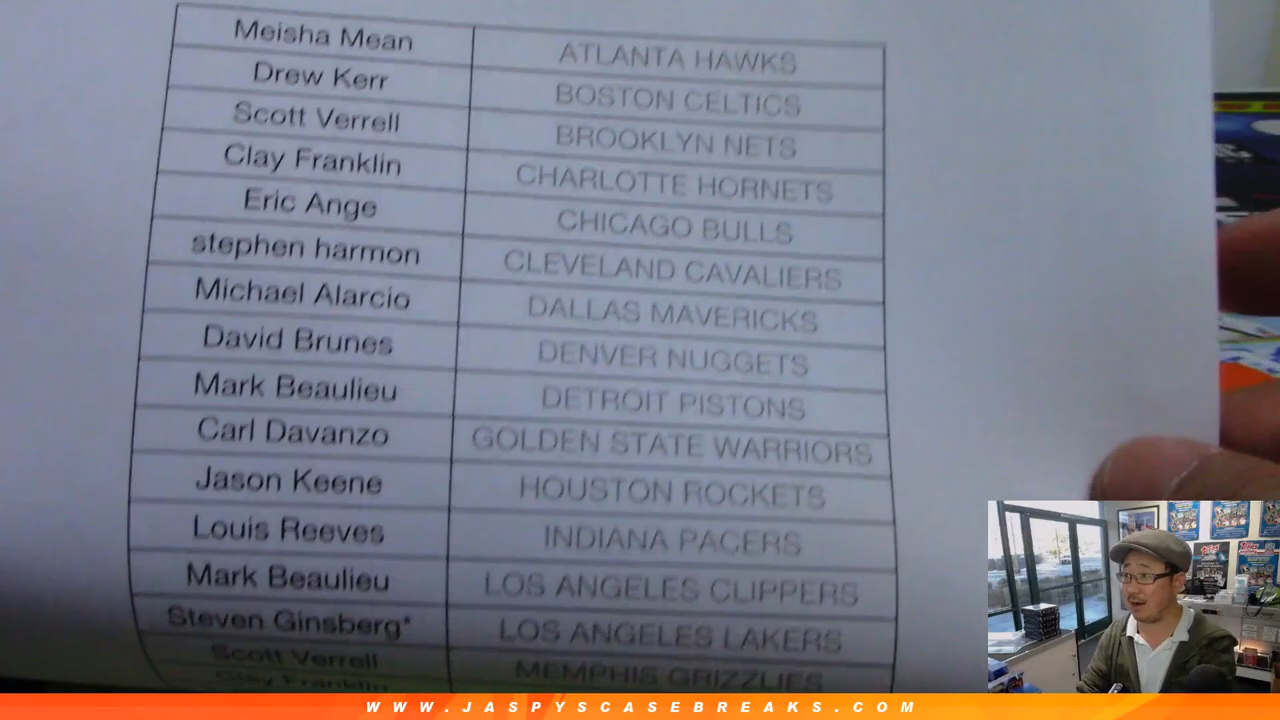 Meisha Mean ATLANTA HAWKS
Drew Kerr BOSTON CELTICS
Scott Verrell BROOKLYN NETS
Clay Franklin CHARLOTTE HORNETS
Eric Ange CHICAGO BULLS
stephen harmon CLEVELAND CAVALIERS
Michael Alarcio DALLAS MAVERICKS
David Brunes DENVER NUGGETS
Mark Beaulieu DETROIT PISTONS
Carl Davanzo GOLDEN STATE WARRIORS
Jason Keene HOUSTON ROCKETS
Louis Reeves INDIANA PACERS
Mark Beaulieu LOS ANGELES CLIPPERS
Steven Ginsberg* LOS ANGELES LAKERS
Scott Verrell MEMPHIS GRIZZLIES
Clay Franklin
WWW.JASPYSCASEBREAKS.COM